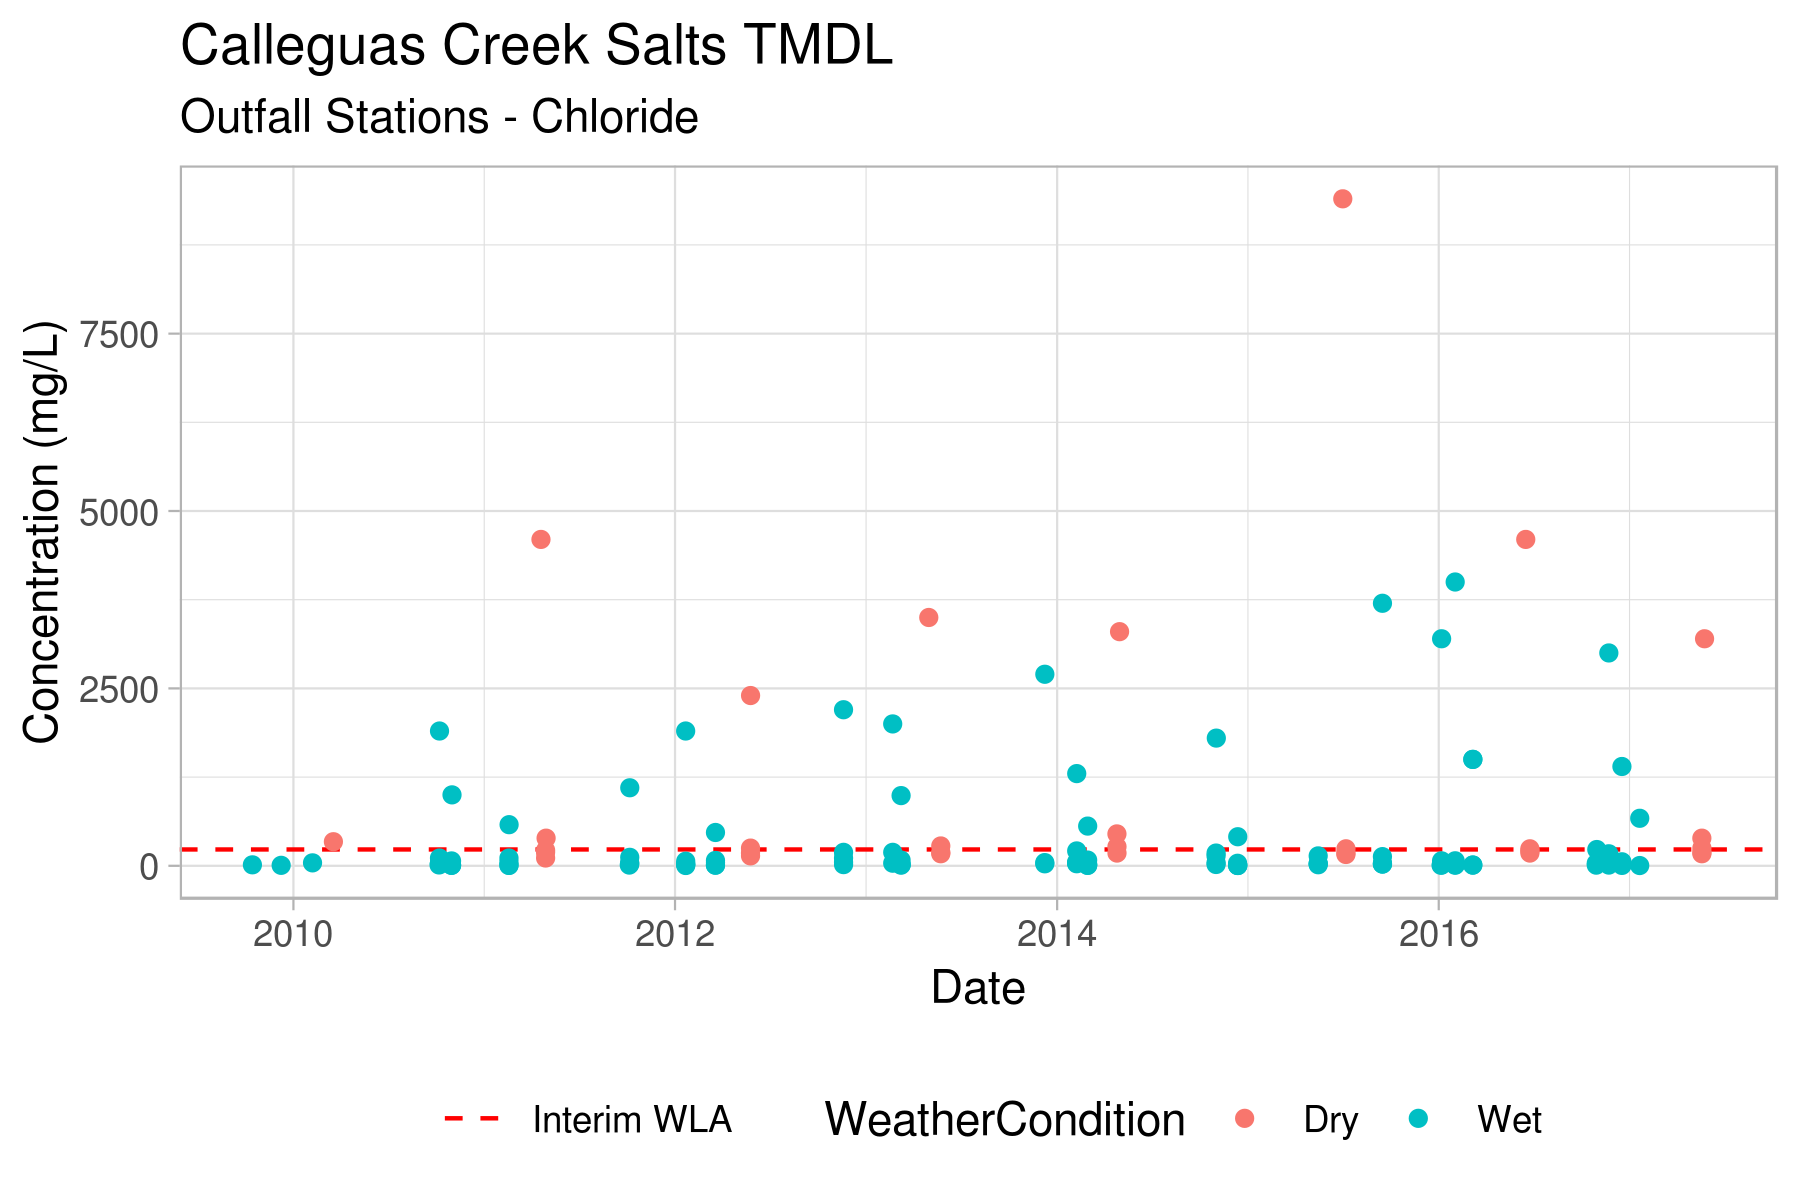 Calleguas Creek Salts TMDL
Outfall Stations - Chloride
Concentration (mg/L)
7500
5000
2500
0
2010 2012 2014 2016
Date
Interim WLA WeatherCondition Dry Wet